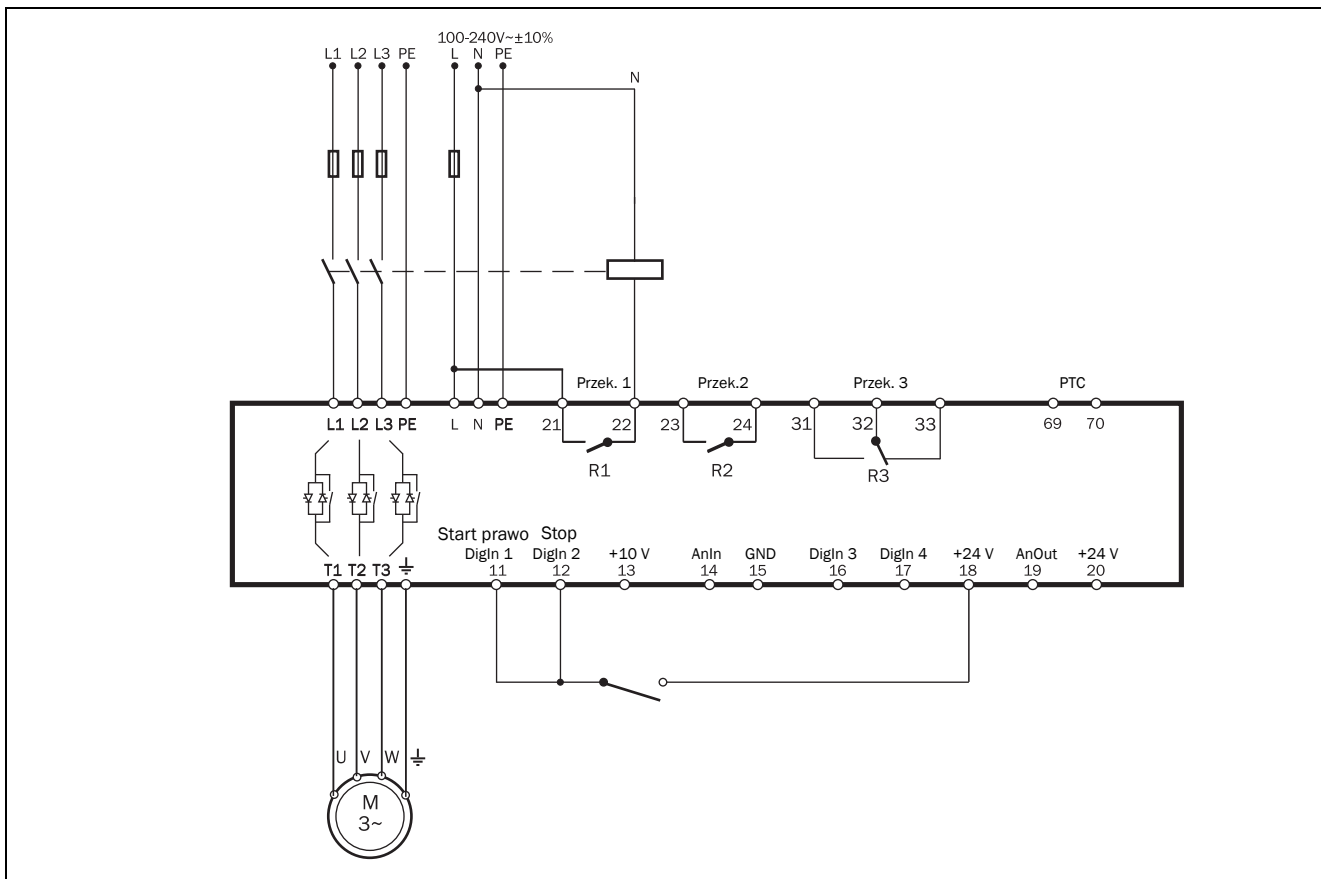 100-240V~±10%
L1 L2 L3 PE L N PE
N
Przek. 1 Przek.2 Przek. 3 PTC
L1 L2 L3 PE L N PE 21 22 23 24 31 32 33 69 70
R1 R2 R3
Start prawo Stop
DigIn 1 DigIn 2 +10 V AnIn GND DigIn 3 DigIn 4 +24 V AnOut +24 V
T1 T2 T3 11 12 13 14 15 16 17 18 19 20
U V W
M
3~